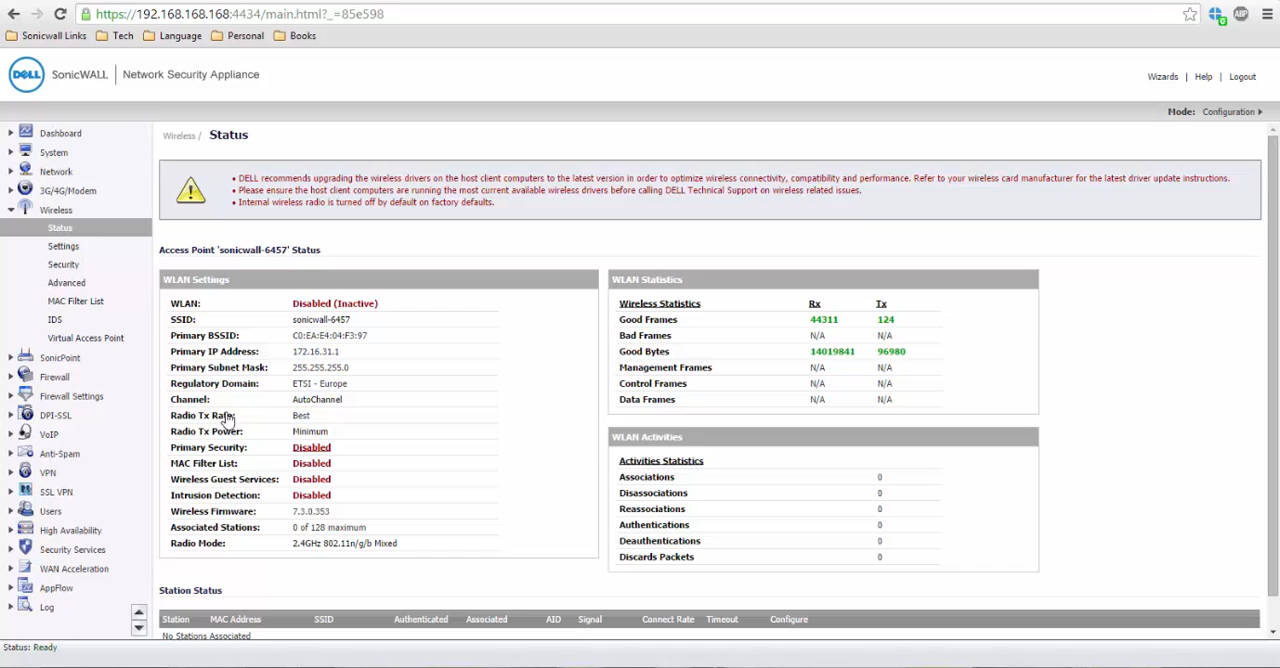 https://192.168.168.168:4434/main.html?_=85e598
Sonicwall Links Tech Language Personal Books
DELL SonicWALL Network Security Appliance
Wizards | Help | Logout
Mode: Configuration
Dashboard
System
Network
3G/4G/Modem
Wireless
Status
Settings
Security
Advanced
MAC Filter List
IDS
Virtual Access Point
SonicPoint
Firewall
Firewall Settings
DPI-SSL
VoIP
Anti-Spam
VPN
SSL VPN
Users
High Availability
Security Services
WAN Acceleration
AppFlow
Log
Wireless / Status
• DELL recommends upgrading the wireless drivers on the host client computers to the latest version in order to optimize wireless connectivity, compatibility and performance. Refer to your wireless card manufacturer for the latest driver update instructions.
• Please ensure the host client computers are running the most current available wireless drivers before calling DELL Technical Support on wireless related issues.
• Internal wireless radio is turned off by default on factory defaults.
Access Point 'sonicwall-6457' Status
WLAN Settings
WLAN: Disabled (Inactive)
SSID: sonicwall-6457
Primary BSSID: C0:EA:E4:04:F3:97
Primary IP Address: 172.16.31.1
Primary Subnet Mask: 255.255.255.0
Regulatory Domain: ETSI - Europe
Channel: AutoChannel
Radio Tx Rate: Best
Radio Tx Power: Minimum
Primary Security: Disabled
MAC Filter List: Disabled
Wireless Guest Services: Disabled
Intrusion Detection: Disabled
Wireless Firmware: 7.3.0.353
Associated Stations: 0 of 128 maximum
Radio Mode: 2.4GHz 802.11n/g/b Mixed
WLAN Statistics
Wireless Statistics Rx Tx
Good Frames 44311 124
Bad Frames N/A N/A
Good Bytes 14019841 96980
Management Frames N/A N/A
Control Frames N/A N/A
Data Frames N/A N/A
WLAN Activities
Activities Statistics
Associations 0
Disassociations 0
Reassociations 0
Authentications 0
Deauthentications 0
Discards Packets 0
Station Status
Station MAC Address SSID Authenticated Associated AID Signal Connect Rate Timeout Configure
No Stations Associated
Status: Ready